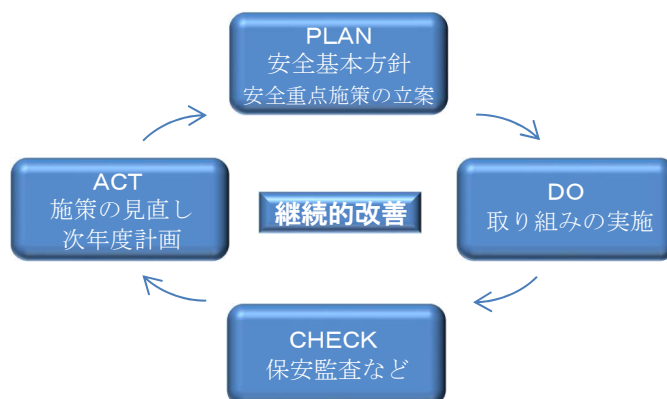 PLAN
安全基本方針
安全重点施策の立案
ACT
施策の見直し
次年度計画
継続的改善
DO
取り組みの実施
CHECK
保安監査など